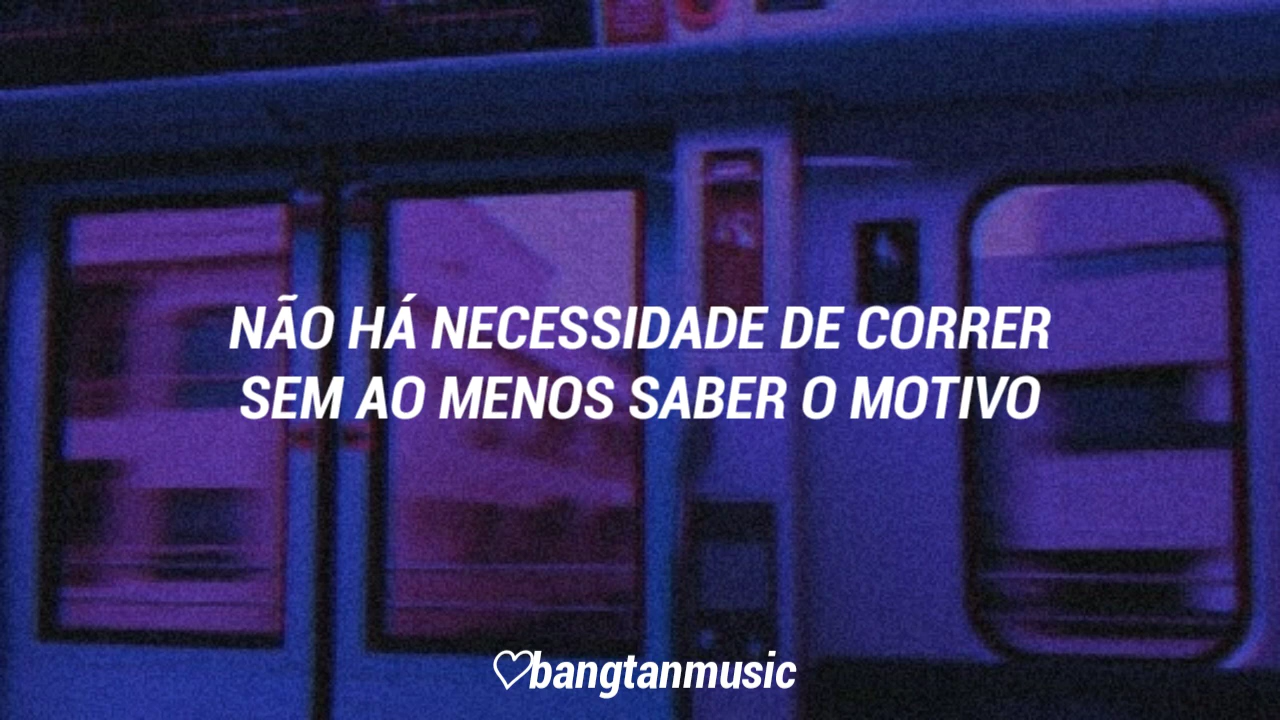 NÃO HÁ NECESSIDADE DE CORRER
SEM AO MENOS SABER O MOTIVO
♡bangtanmusic